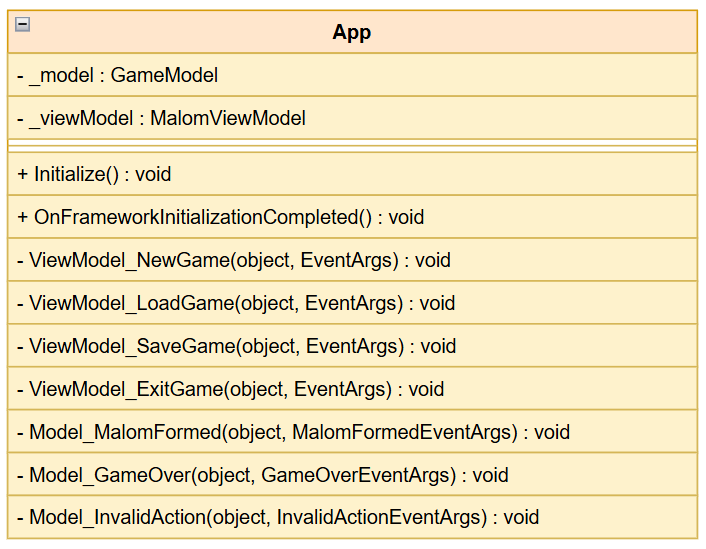 App
- _model : GameModel
- _viewModel : MalomViewModel
+ Initialize() : void
+ OnFrameworkInitializationCompleted() : void
- ViewModel_NewGame(object, EventArgs) : void
- ViewModel_LoadGame(object, EventArgs) : void
- ViewModel_SaveGame(object, EventArgs) : void
- ViewModel_ExitGame(object, EventArgs) : void
- Model_MalomFormed(object, MalomFormedEventArgs) : void
- Model_GameOver(object, GameOverEventArgs) : void
- Model_InvalidAction(object, InvalidActionEventArgs) : void